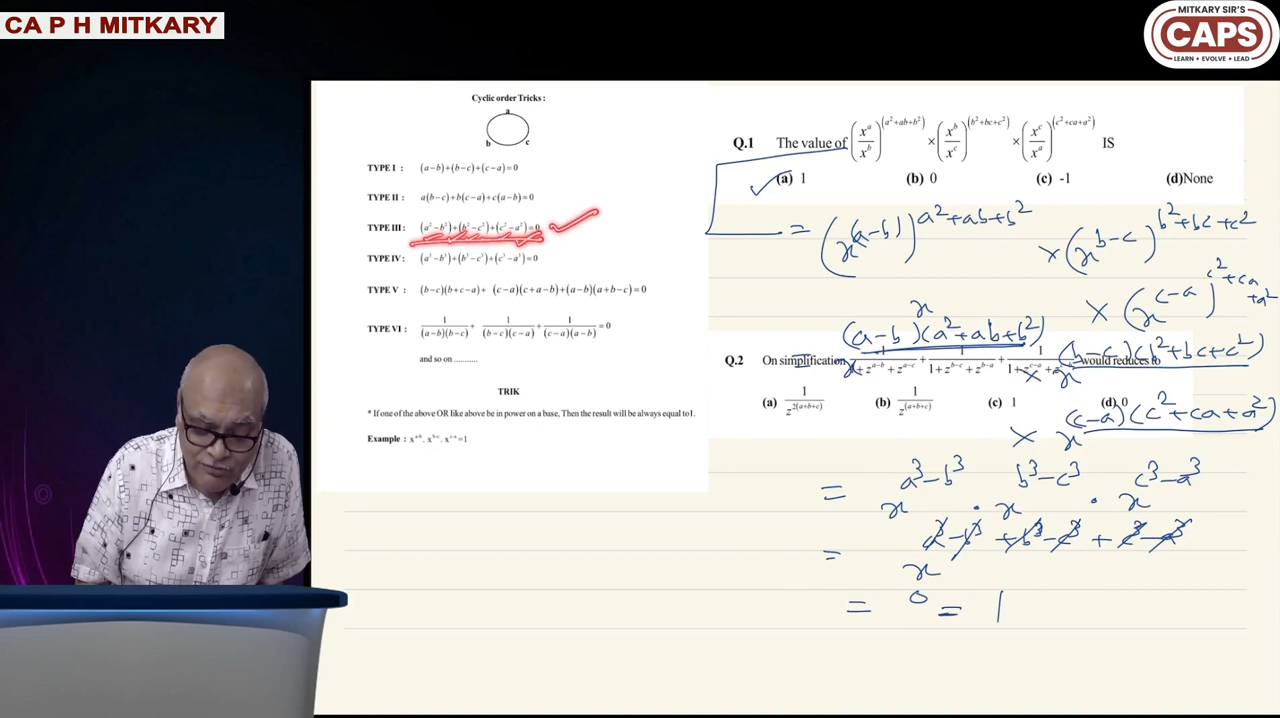 CA P H MITKARY
MITKARY SIR'S
CAPS
LEARN • EVOLVE • LEAD
Cyclic order Tricks :
a
b c
TYPE I : (a−b)+(b−c)+(c−a)=0
TYPE II : a(b−c)+b(c−a)+c(a−b)=0
TYPE III : (a²−b²)+(b²−c²)+(c²−a²)=0
TYPE IV : (a³−b³)+(b³−c³)+(c³−a³)=0
TYPE V : (b−c)(b+c−a)+ (c−a)(c+a−b)+(a−b)(a+b−c)=0
TYPE VI : 1/((a−b)(b−c)) + 1/((b−c)(c−a)) + 1/((c−a)(a−b)) =0
and so on ...........
TRIK
* If one of the above OR like above be in power on a base, Then the result will be always equal to1.
Q.1 The value of (x^a/x^b)^(a²+ab+b²) × (x^b/x^c)^(b²+bc+c²) × (x^c/x^a)^(c²+ca+a²) IS
(a) 1 (b) 0 (c) -1 (d)None
= (x^(a−b))^a²+ab+b²
× (x^b−c)^b²+bc+c²
× (x^c−a)^c²+ca+a²
Q.2 On simplification would reduces to
(a) 1/z^2(a+b+c) (b) 1/z^(a+b+c) (c) 1 (d) 0
= x^(a−b)(a²+ab+b²)
× x^(b−c)(b²+bc+c²)
× x^(c−a)(c²+ca+a²)
= x^a³−b³ · x^b³−c³ · x^c³−a³
= x^a³−b³+b³−c³+c³−a³
= 0 = 1